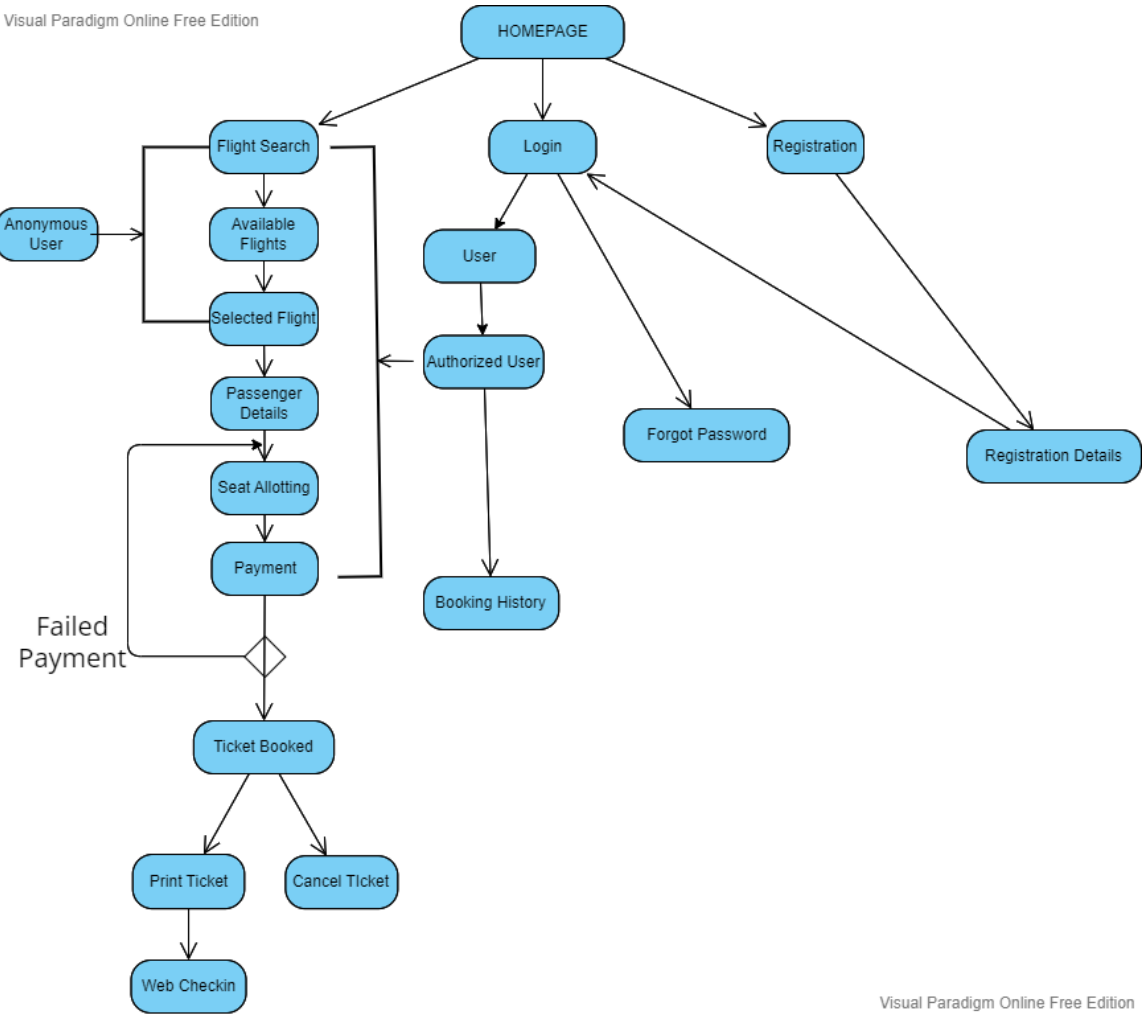 Visual Paradigm Online Free Edition
HOMEPAGE
Flight Search
Login
Registration
Anonymous
User
Available
Flights
User
Selected Flight
Authorized User
Passenger
Details
Forgot Password
Registration Details
Seat Allotting
Payment
Booking History
Failed
Payment
Ticket Booked
Print Ticket
Cancel TIcket
Web Checkin
Visual Paradigm Online Free Edition